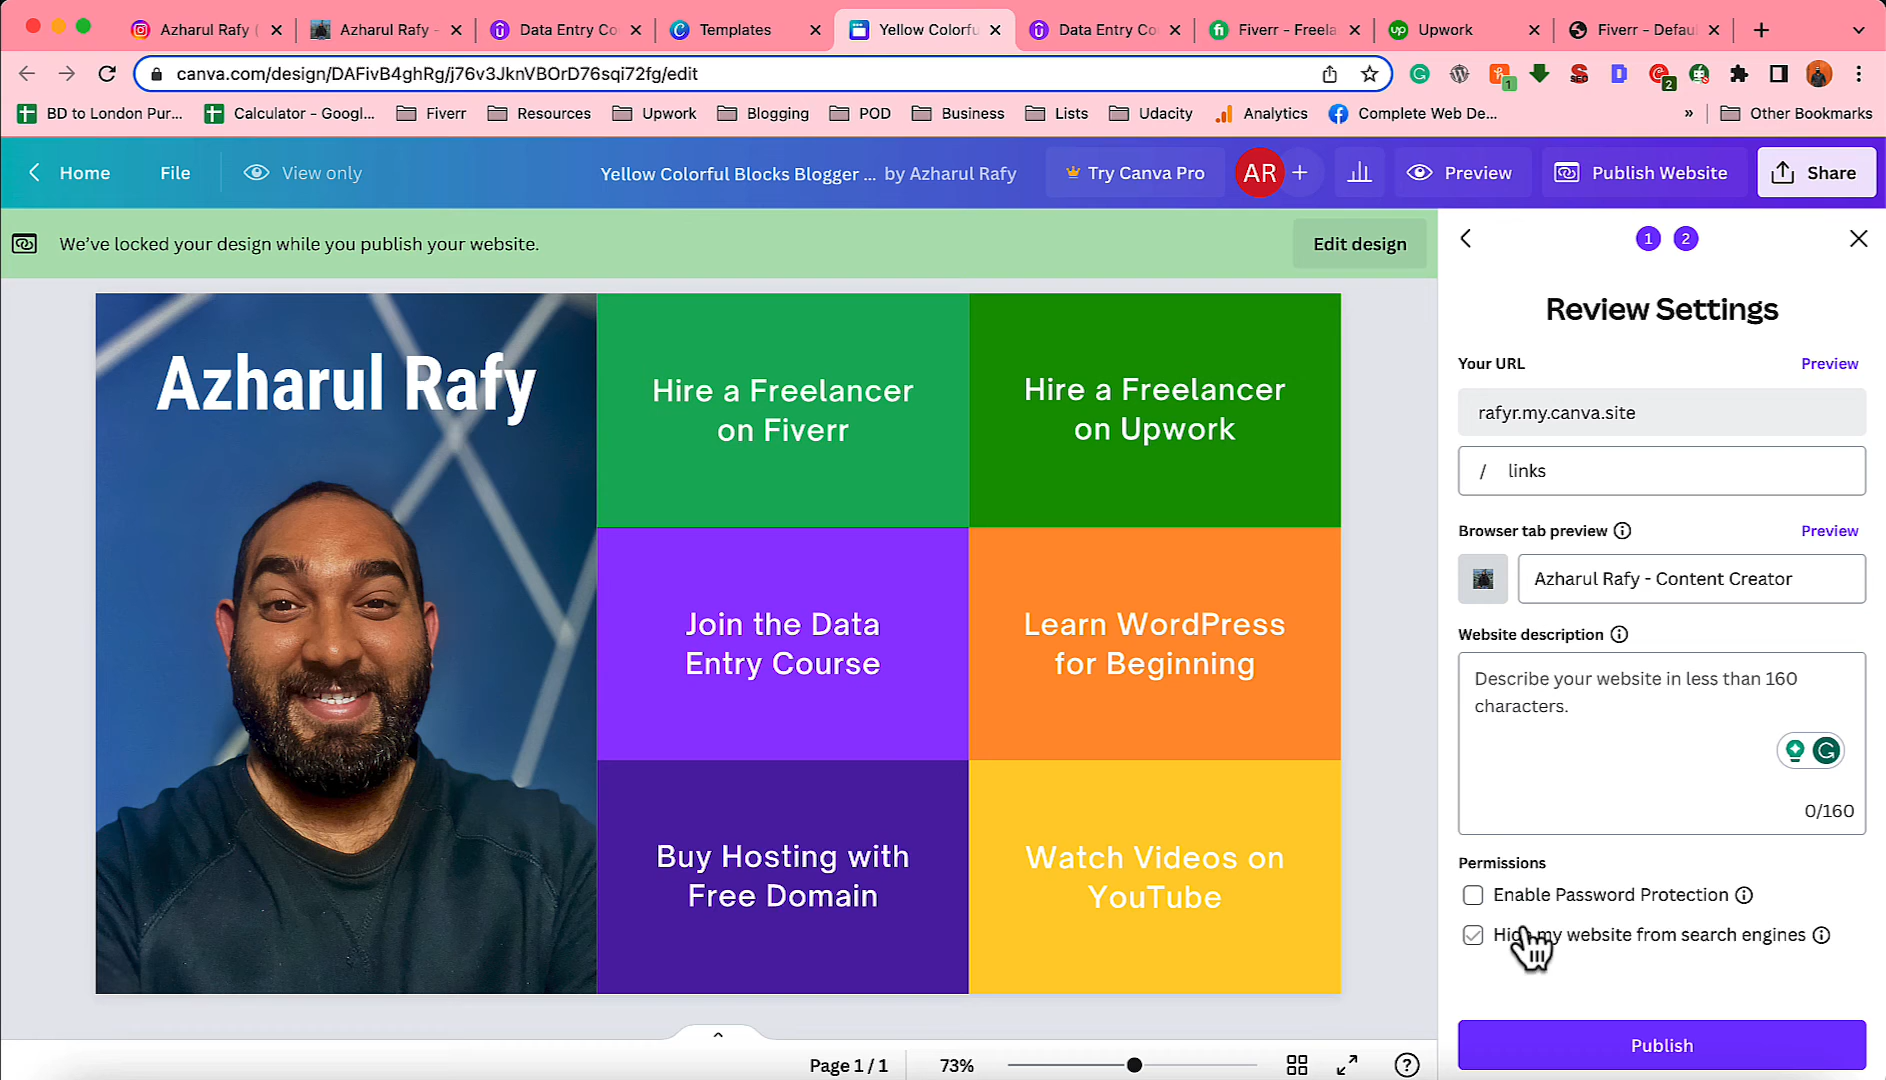 Azharul Rafy (
Azharul Rafy -
Data Entry Co
Templates
Yellow Colorfu
Data Entry Co
Fiverr - Freela
Upwork
Fiverr - Defau
canva.com/design/DAFivB4ghRg/j76v3JknVBOrD76sqi72fg/edit
1
2
BD to London Pur...
Calculator - Googl...
Fiverr
Resources
Upwork
Blogging
POD
Business
Lists
Udacity
Analytics
Complete Web De...
»
Other Bookmarks
Home
File
View only
Yellow Colorful Blocks Blogger ... by Azharul Rafy
Try Canva Pro
AR
+
Preview
Publish Website
Share
We've locked your design while you publish your website.
Edit design
1 2
Azharul Rafy
Hire a Freelancer
on Fiverr
Hire a Freelancer
on Upwork
Join the Data
Entry Course
Learn WordPress
for Beginning
Buy Hosting with
Free Domain
Watch Videos on
YouTube
Review Settings
Your URL
Preview
rafyr.my.canva.site
/ links
Browser tab preview
Preview
Azharul Rafy - Content Creator
Website description
Describe your website in less than 160
characters.
0/160
Permissions
Enable Password Protection
my website from search engines
Publish
Page 1 / 1
73%